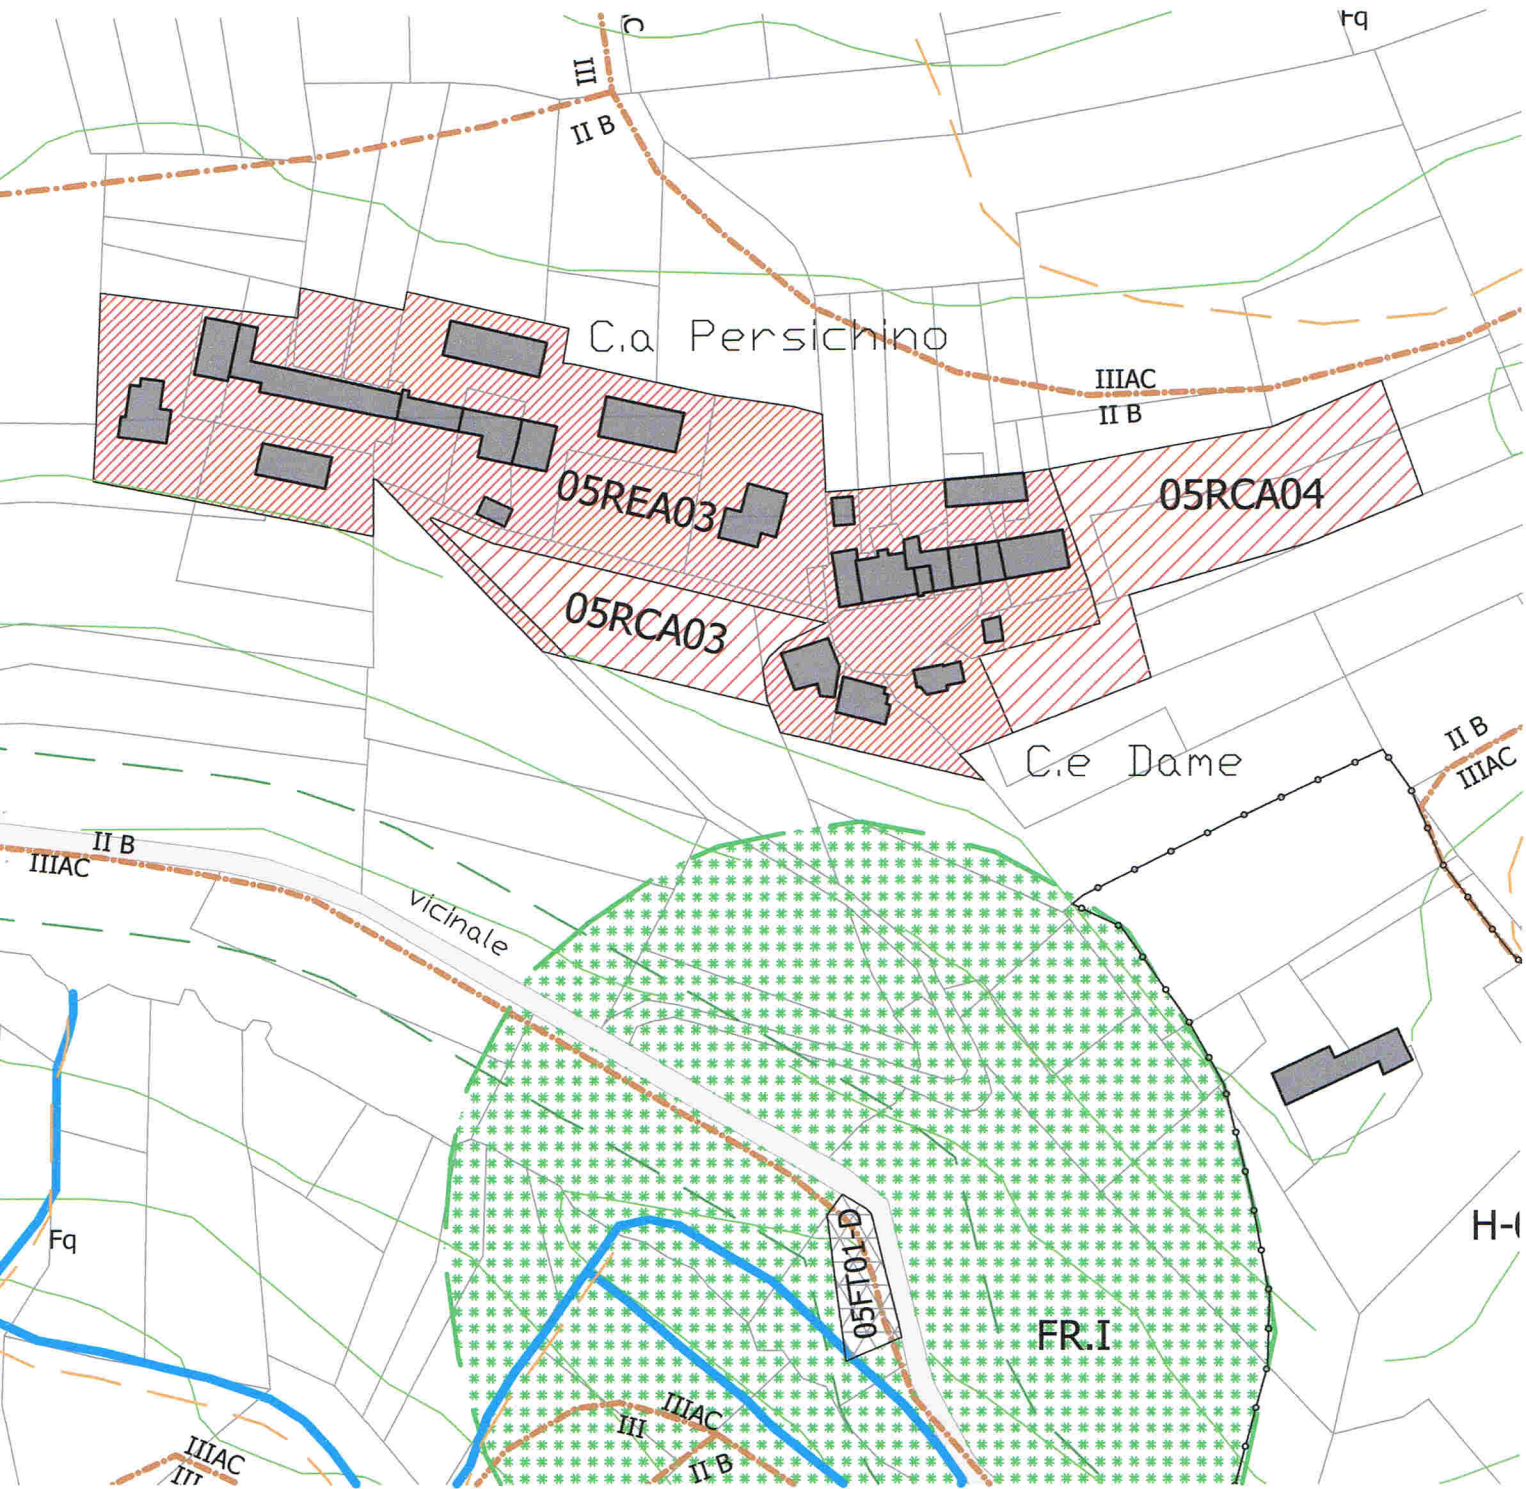 Fq
III
II B
C.a Persichino
IIIAC
II B
05REA03
05RCA04
05RCA03
C.e Dame
II B
IIIAC
II B
IIIAC
vicinale
Fq
05FT01-D
FR.I
IIIAC
III
II B
IIIAC
III